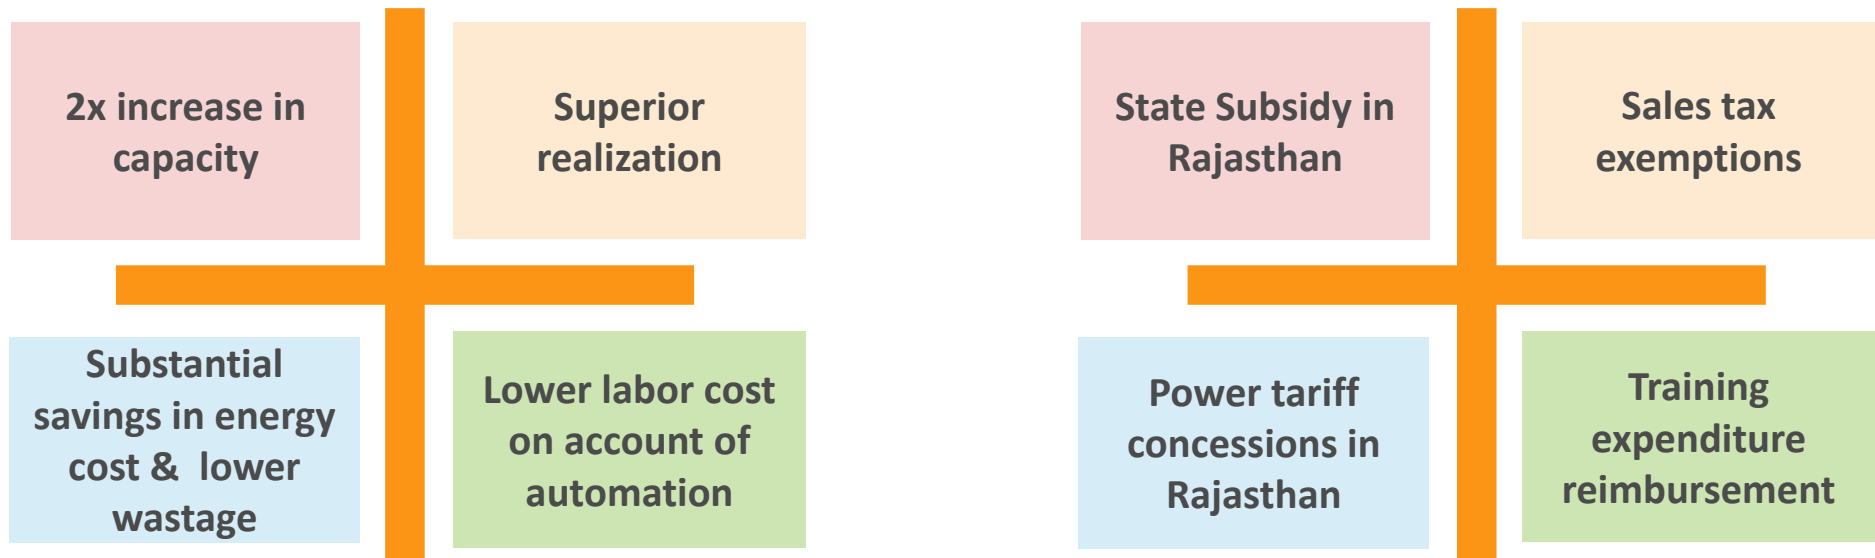 2x increase in
capacity
Superior
realization
Substantial
savings in energy
cost &  lower
wastage
Lower labor cost
on account of
automation
State Subsidy in
Rajasthan
Sales tax
exemptions
Power tariff
concessions in
Rajasthan
Training
expenditure
reimbursement